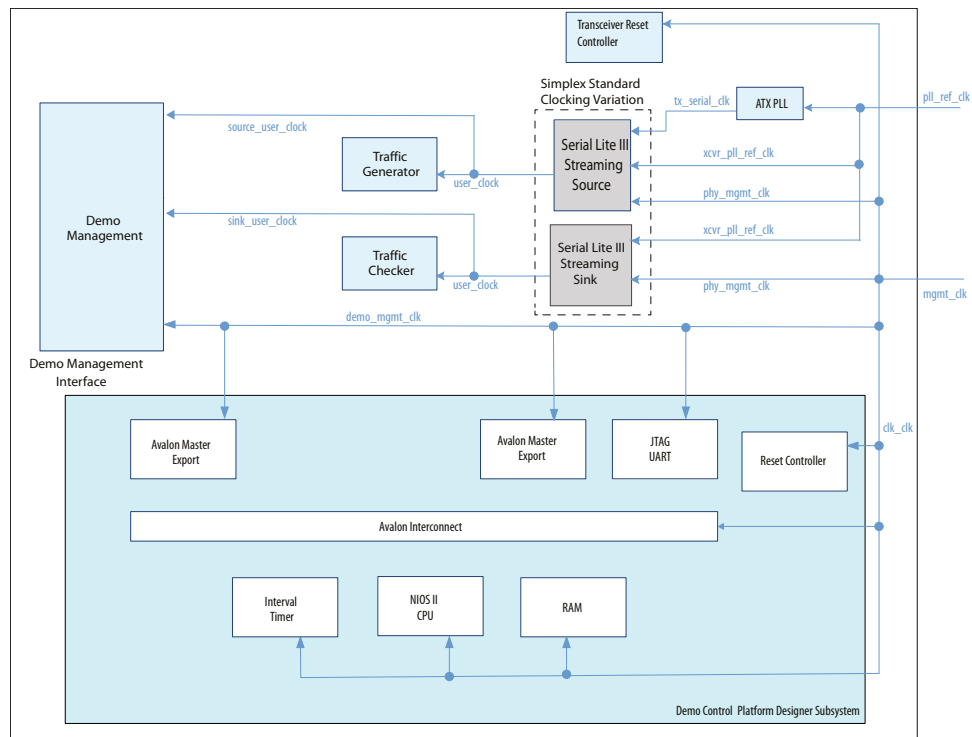 Transceiver Reset
Controller
Simplex Standard
Clocking Variation
tx_serial_clk
ATX PLL
pll_ref_clk
source_user_clock
Traffic
Generator
user_clock
Serial Lite III
Streaming
Source
xcvr_pll_ref_clk
phy_mgmt_clk
Demo
Management
sink_user_clock
Traffic
Checker
user_clock
Serial Lite III
Streaming
Sink
xcvr_pll_ref_clk
phy_mgmt_clk
mgmt_clk
demo_mgmt_clk
Demo Management
Interface
clk_clk
Avalon Master
Export
Avalon Master
Export
JTAG
UART
Reset Controller
Avalon Interconnect
Interval
Timer
NIOS II
CPU
RAM
Demo Control Platform Designer Subsystem